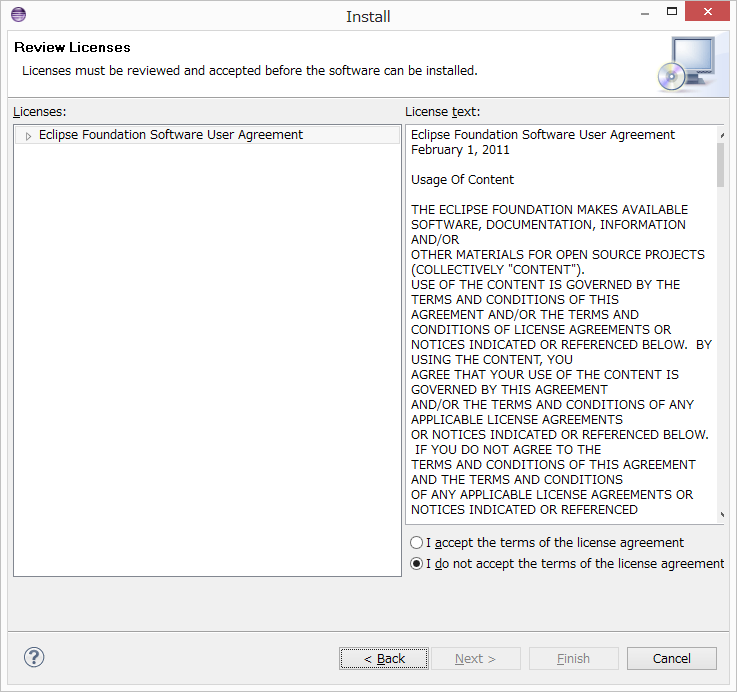 Install
Review Licenses
Licenses must be reviewed and accepted before the software can be installed.
Licenses:
Eclipse Foundation Software User Agreement
License text:
Eclipse Foundation Software User Agreement
February 1, 2011
Usage Of Content
THE ECLIPSE FOUNDATION MAKES AVAILABLE
SOFTWARE, DOCUMENTATION, INFORMATION
AND/OR
OTHER MATERIALS FOR OPEN SOURCE PROJECTS
(COLLECTIVELY "CONTENT").
USE OF THE CONTENT IS GOVERNED BY THE
TERMS AND CONDITIONS OF THIS
AGREEMENT AND/OR THE TERMS AND
CONDITIONS OF LICENSE AGREEMENTS OR
NOTICES INDICATED OR REFERENCED BELOW.  BY
USING THE CONTENT, YOU
AGREE THAT YOUR USE OF THE CONTENT IS
GOVERNED BY THIS AGREEMENT
AND/OR THE TERMS AND CONDITIONS OF ANY
APPLICABLE LICENSE AGREEMENTS
OR NOTICES INDICATED OR REFERENCED BELOW.
IF YOU DO NOT AGREE TO THE
TERMS AND CONDITIONS OF THIS AGREEMENT
AND THE TERMS AND CONDITIONS
OF ANY APPLICABLE LICENSE AGREEMENTS OR
NOTICES INDICATED OR REFERENCED
I accept the terms of the license agreement
I do not accept the terms of the license agreement
?
< Back
Next >
Finish
Cancel